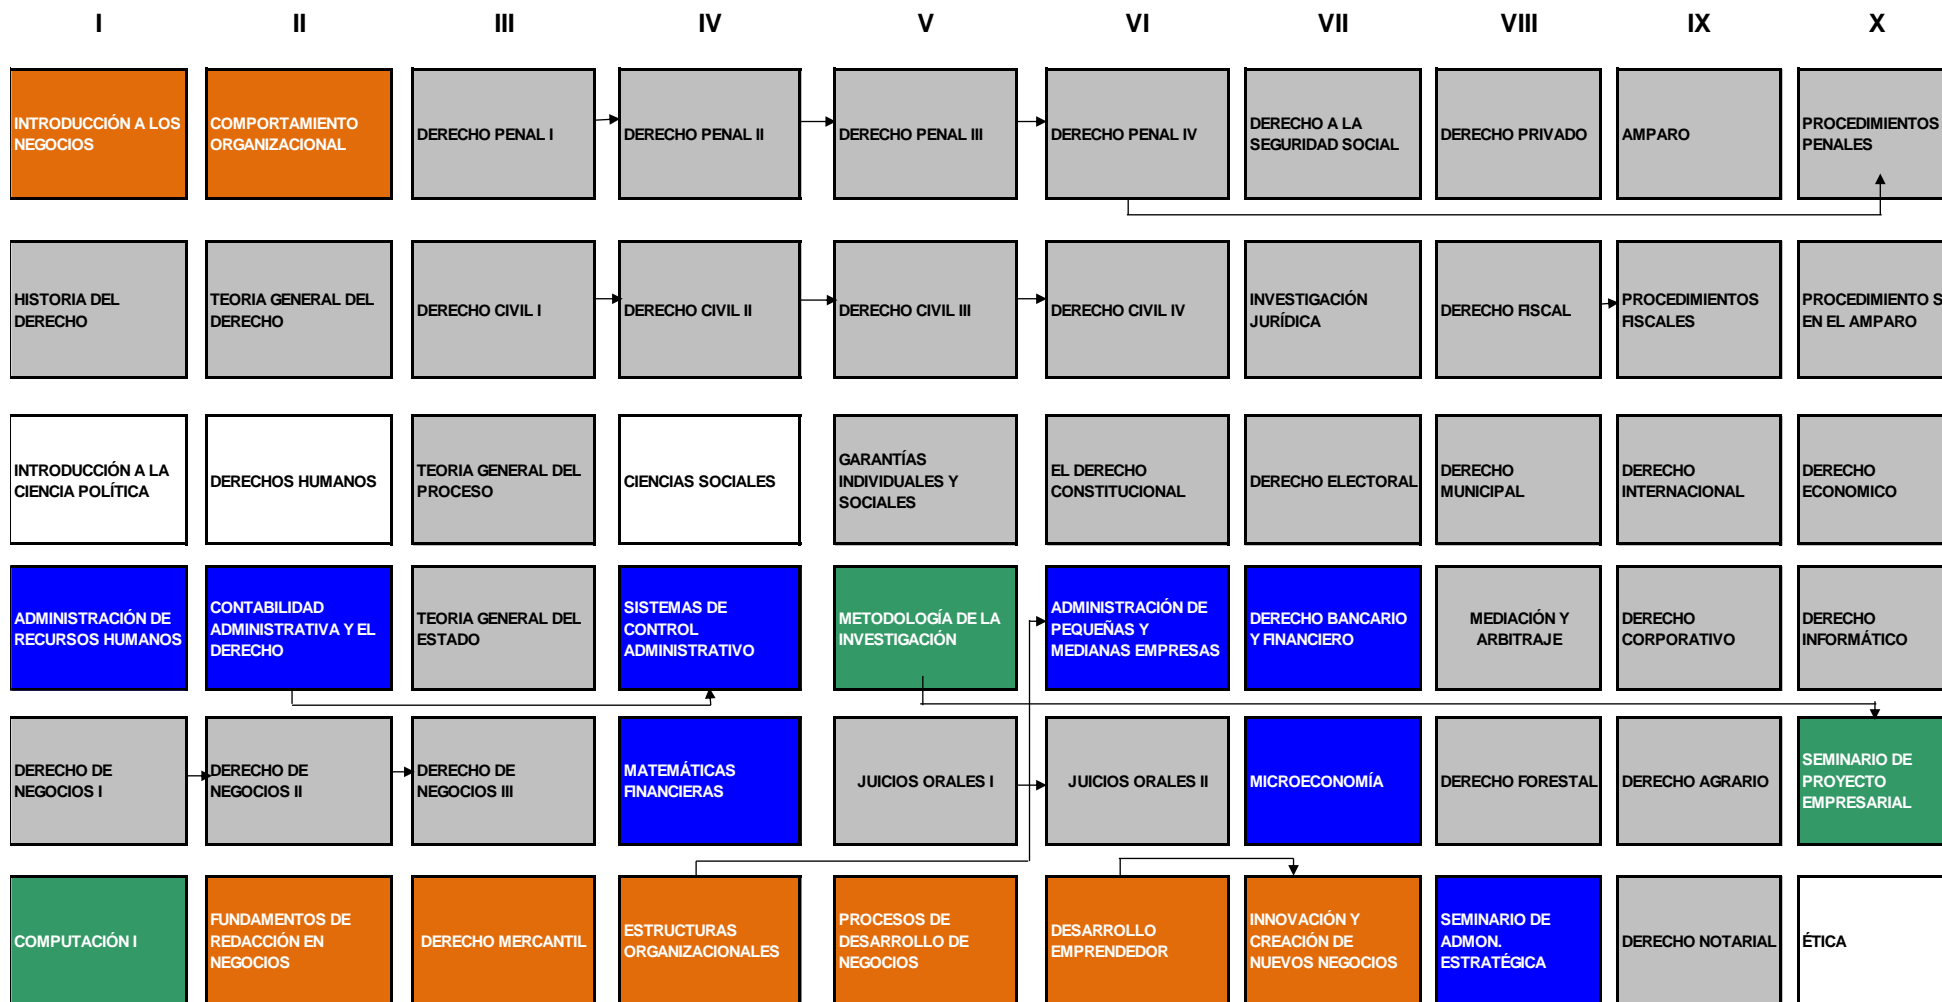 I II III IV V VI VII VIII IX X
INTRODUCCIÓN A LOS
NEGOCIOS
COMPORTAMIENTO
ORGANIZACIONAL
DERECHO PENAL I
DERECHO PENAL II
DERECHO PENAL III
DERECHO PENAL IV
DERECHO A LA
SEGURIDAD SOCIAL
DERECHO PRIVADO
AMPARO
PROCEDIMIENTOS
PENALES
HISTORIA DEL
DERECHO
TEORIA GENERAL DEL
DERECHO
DERECHO CIVIL I
DERECHO CIVIL II
DERECHO CIVIL III
DERECHO CIVIL IV
INVESTIGACIÓN
JURÍDICA
DERECHO FISCAL
PROCEDIMIENTOS
FISCALES
PROCEDIMIENTO S
EN EL AMPARO
INTRODUCCIÓN A LA
CIENCIA POLÍTICA
DERECHOS HUMANOS
TEORIA GENERAL DEL
PROCESO
CIENCIAS SOCIALES
GARANTÍAS
INDIVIDUALES Y
SOCIALES
EL DERECHO
CONSTITUCIONAL
DERECHO ELECTORAL
DERECHO
MUNICIPAL
DERECHO
INTERNACIONAL
DERECHO
ECONOMICO
ADMINISTRACIÓN DE
RECURSOS HUMANOS
CONTABILIDAD
ADMINISTRATIVA Y EL
DERECHO
TEORIA GENERAL DEL
ESTADO
SISTEMAS DE
CONTROL
ADMINISTRATIVO
METODOLOGÍA DE LA
INVESTIGACIÓN
ADMINISTRACIÓN DE
PEQUEÑAS Y
MEDIANAS EMPRESAS
DERECHO BANCARIO
Y FINANCIERO
MEDIACIÓN Y
ARBITRAJE
DERECHO
CORPORATIVO
DERECHO
INFORMÁTICO
DERECHO DE
NEGOCIOS I
DERECHO DE
NEGOCIOS II
DERECHO DE
NEGOCIOS III
MATEMÁTICAS
FINANCIERAS
JUICIOS ORALES I
JUICIOS ORALES II
MICROECONOMÍA
DERECHO FORESTAL
DERECHO AGRARIO
SEMINARIO DE
PROYECTO
EMPRESARIAL
COMPUTACIÓN I
FUNDAMENTOS DE
REDACCIÓN EN
NEGOCIOS
DERECHO MERCANTIL
ESTRUCTURAS
ORGANIZACIONALES
PROCESOS DE
DESARROLLO DE
NEGOCIOS
DESARROLLO
EMPRENDEDOR
INNOVACIÓN Y
CREACIÓN DE
NUEVOS NEGOCIOS
SEMINARIO DE
ADMON.
ESTRATÉGICA
DERECHO NOTARIAL
ÉTICA